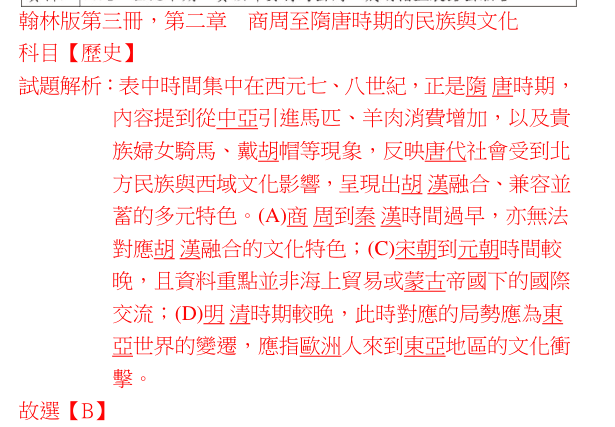 翰林版第三冊，第二章　商周至隋唐時期的民族與文化
科目【歷史】
試題解析：表中時間集中在西元七、八世紀，正是隋 唐時期，
內容提到從中亞引進馬匹、羊肉消費增加，以及貴
族婦女騎馬、戴胡帽等現象，反映唐代社會受到北
方民族與西域文化影響，呈現出胡 漢融合、兼容並
蓄的多元特色。(A)商 周到秦 漢時間過早，亦無法
對應胡 漢融合的文化特色；(C)宋朝到元朝時間較
晚，且資料重點並非海上貿易或蒙古帝國下的國際
交流；(D)明 清時期較晚，此時對應的局勢應為東
亞世界的變遷，應指歐洲人來到東亞地區的文化衝
擊。
故選【B】